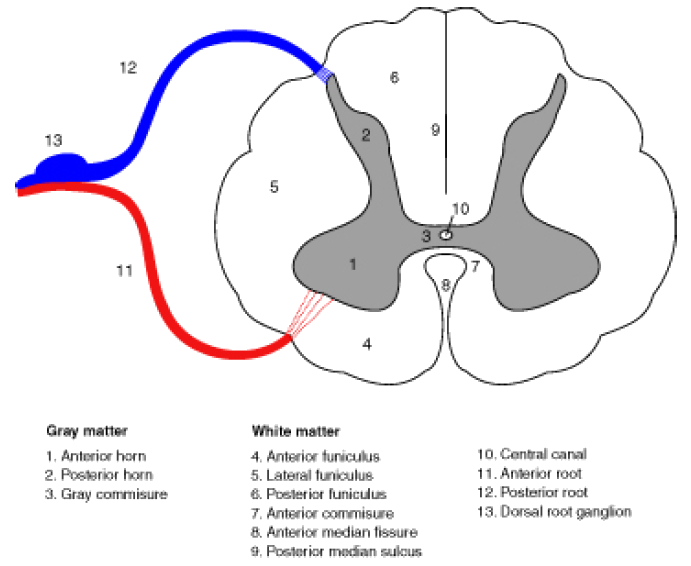 12
6
13
2
9
5
10
3
1
7
11
8
4
Gray matter
1. Anterior horn
2. Posterior horn
3. Gray commisure
White matter
4. Anterior funiculus
5. Lateral funiculus
6. Posterior funiculus
7. Anterior commisure
8. Anterior median fissure
9. Posterior median sulcus
10. Central canal
11. Anterior root
12. Posterior root
13. Dorsal root ganglion